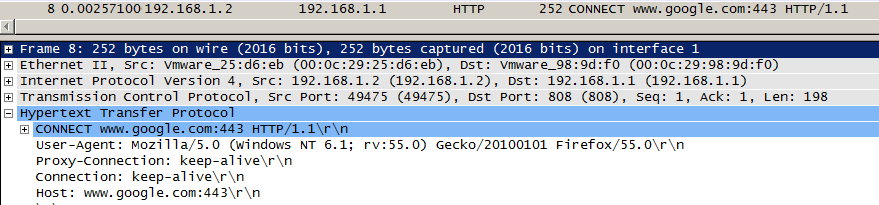 8 0.00257100 192.168.1.2 192.168.1.1 HTTP 252 CONNECT www.google.com:443 HTTP/1.1
Frame 8: 252 bytes on wire (2016 bits), 252 bytes captured (2016 bits) on interface 1
Ethernet II, Src: Vmware_25:d6:eb (00:0c:29:25:d6:eb), Dst: Vmware_98:9d:f0 (00:0c:29:98:9d:f0)
Internet Protocol Version 4, Src: 192.168.1.2 (192.168.1.2), Dst: 192.168.1.1 (192.168.1.1)
Transmission Control Protocol, Src Port: 49475 (49475), Dst Port: 808 (808), Seq: 1, Ack: 1, Len: 198
Hypertext Transfer Protocol
CONNECT www.google.com:443 HTTP/1.1\r\n
User-Agent: Mozilla/5.0 (Windows NT 6.1; rv:55.0) Gecko/20100101 Firefox/55.0\r\n
Proxy-Connection: keep-alive\r\n
Connection: keep-alive\r\n
Host: www.google.com:443\r\n